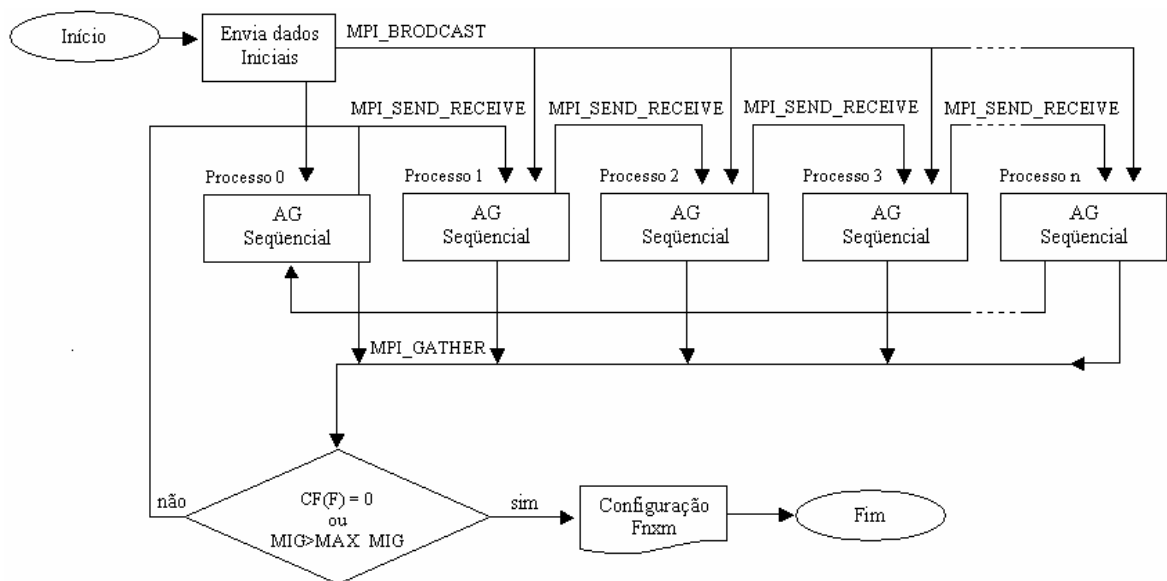 Início
Envia dados
Iniciais
MPI_BRODCAST
MPI_SEND_RECEIVE
MPI_SEND_RECEIVE
MPI_SEND_RECEIVE
MPI_SEND_RECEIVE
Processo 0
Processo 1
Processo 2
Processo 3
Processo n
AG
Seqüencial
AG
Seqüencial
AG
Seqüencial
AG
Seqüencial
AG
Seqüencial
MPI_GATHER
não
CF(F) = 0
ou
MIG>MAX MIG
sim
Configuração
Fnxm
Fim